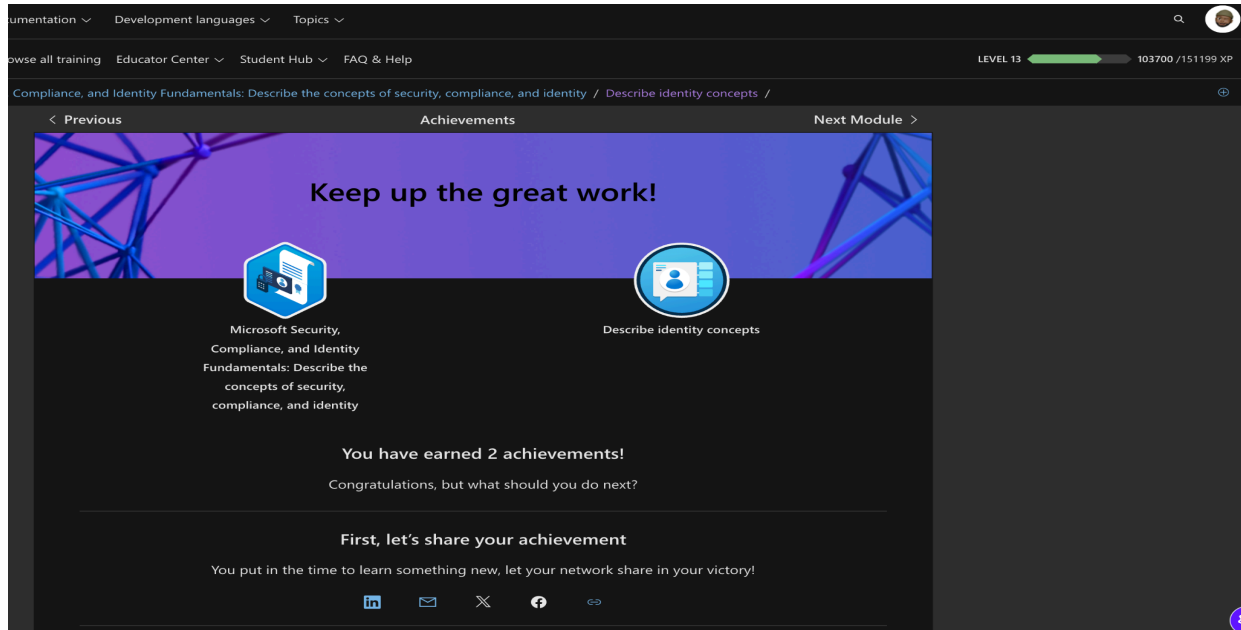 Development languages Topics
Educator Center Student Hub FAQ & Help
LEVEL 13 103700 /151199 XP
Compliance, and Identity Fundamentals: Describe the concepts of security, compliance, and identity / Describe identity concepts /
< Previous Achievements Next Module >
Keep up the great work!
Microsoft Security,
Compliance, and Identity
Fundamentals: Describe the
concepts of security,
compliance, and identity
Describe identity concepts
You have earned 2 achievements!
Congratulations, but what should you do next?
First, let's share your achievement
You put in the time to learn something new, let your network share in your victory!